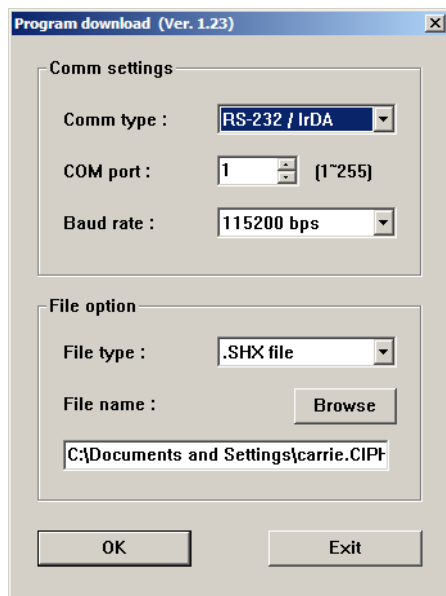 Program download (Ver. 1.23)
Comm settings
Comm type : RS-232 / IrDA
COM port : 1 (1~255)
Baud rate : 115200 bps
File option
File type : .SHX file
File name : Browse
C:\Documents and Settings\carrie.CIPH
OK Exit